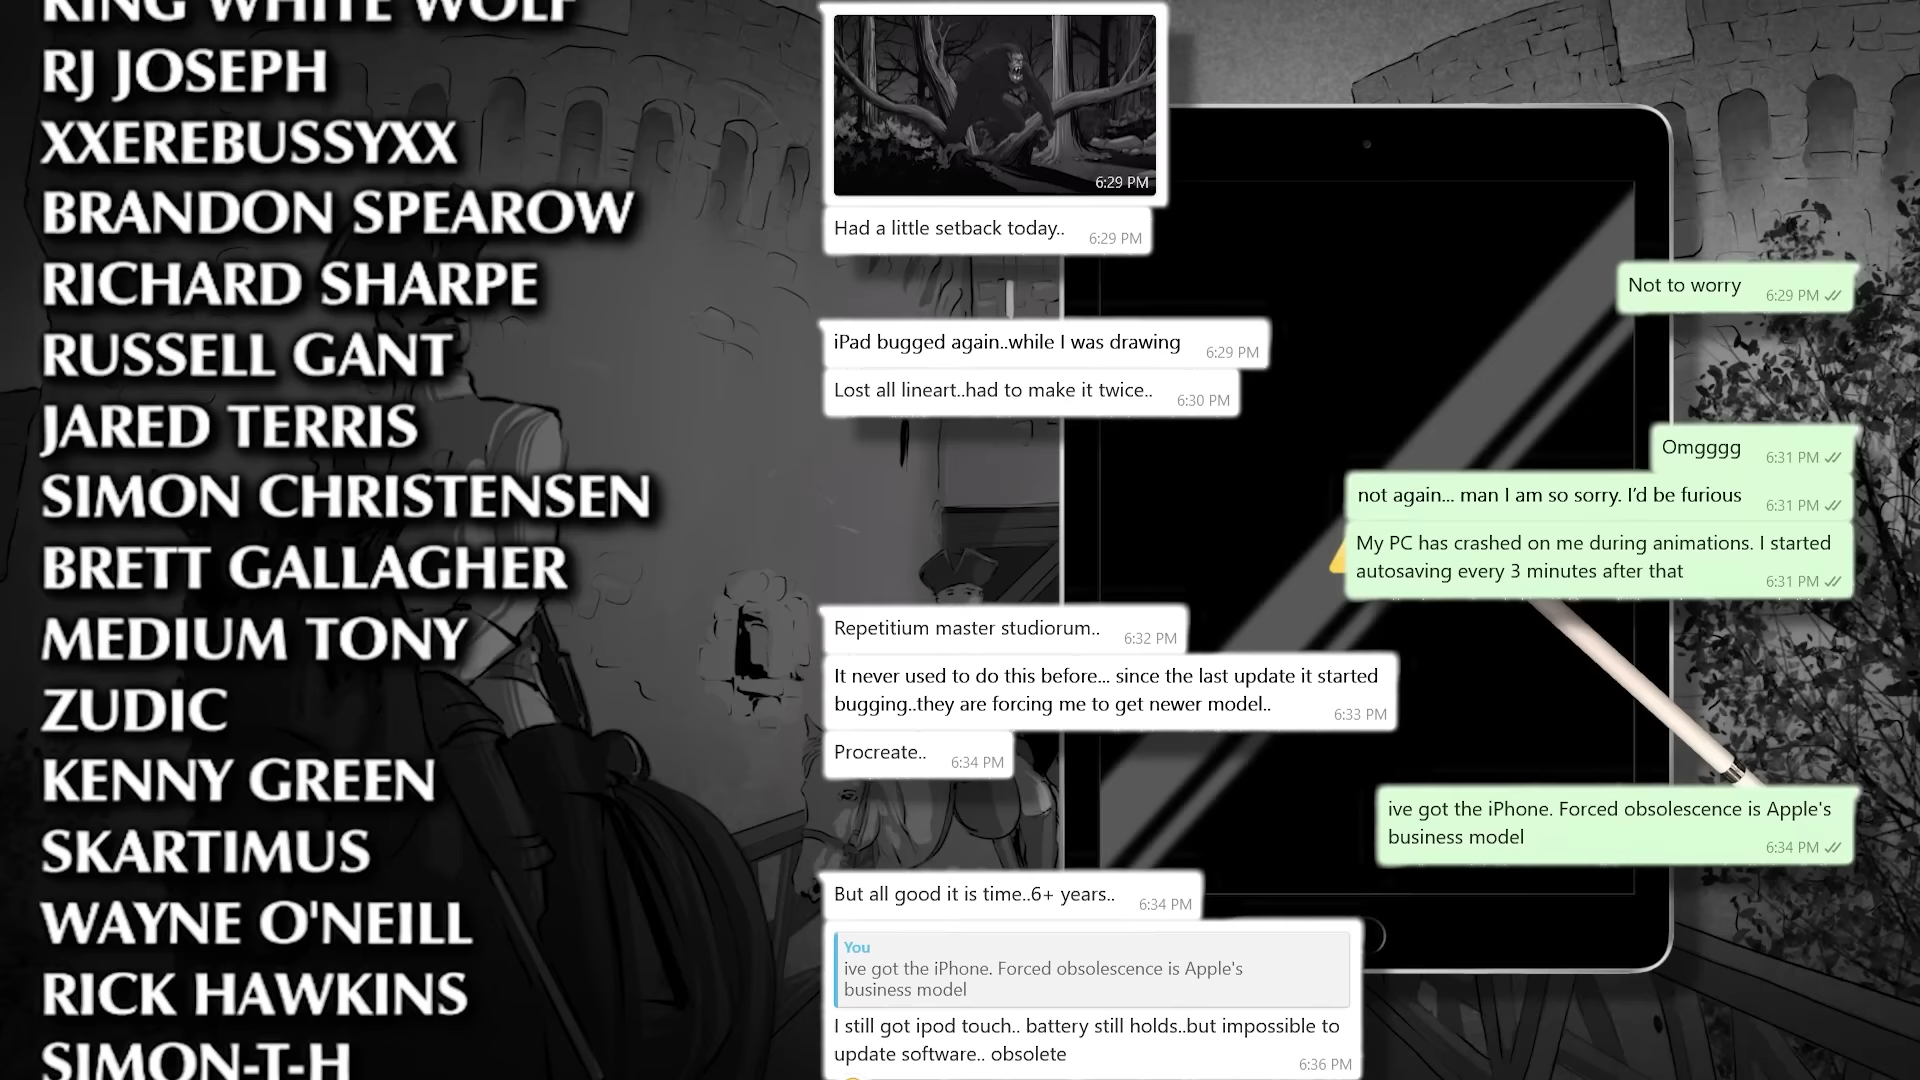 KING WHITE WOLF
RJ JOSEPH
XXEREBUSSYXX
BRANDON SPEAROW
RICHARD SHARPE
RUSSELL GANT
JARED TERRIS
SIMON CHRISTENSEN
BRETT GALLAGHER
MEDIUM TONY
ZUDIC
KENNY GREEN
SKARTIMUS
WAYNE O'NEILL
RICK HAWKINS
SIMON-T-H
6:29 PM
Had a little setback today.. 6:29 PM
Not to worry 6:29 PM
iPad bugged again..while I was drawing 6:29 PM
Lost all lineart..had to make it twice.. 6:30 PM
Omgggg 6:31 PM
not again... man I am so sorry. I'd be furious 6:31 PM
My PC has crashed on me during animations. I started
autosaving every 3 minutes after that 6:31 PM
Repetitium master studiorum.. 6:32 PM
It never used to do this before... since the last update it started
bugging..they are forcing me to get newer model.. 6:33 PM
Procreate.. 6:34 PM
ive got the iPhone. Forced obsolescence is Apple's
business model 6:34 PM
But all good it is time..6+ years.. 6:34 PM
You
ive got the iPhone. Forced obsolescence is Apple's
business model
I still got ipod touch.. battery still holds..but impossible to
update software.. obsolete 6:36 PM